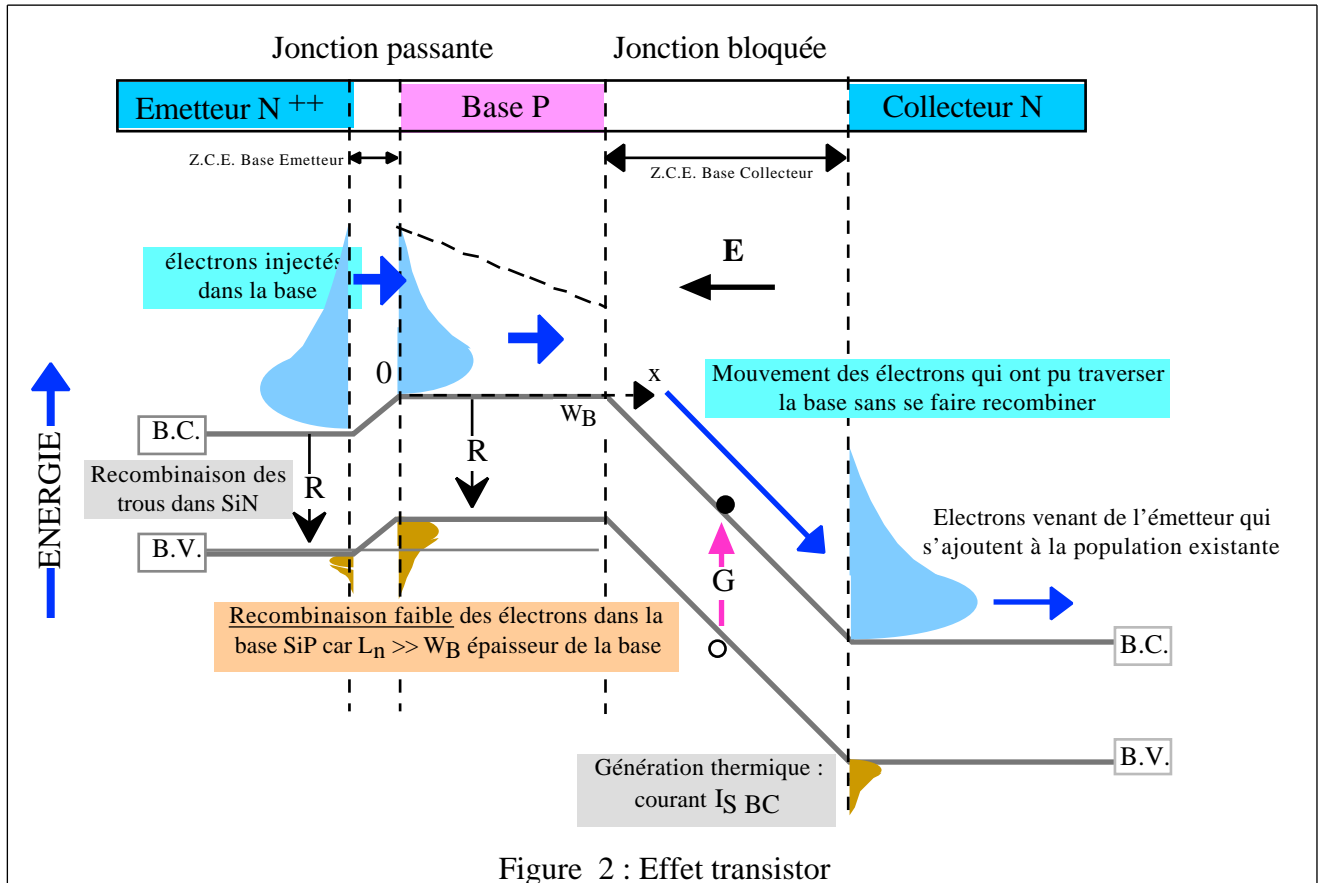 Jonction passante
Jonction bloquée
Emetteur N ++
Base P
Collecteur N
Z.C.E. Base Emetteur
Z.C.E. Base Collecteur
E
électrons injectés
dans la base
0
x
WB
Mouvement des électrons qui ont pu traverser
la base sans se faire recombiner
ENERGIE
B.C.
R
R
Recombinaison des
trous dans SiN
B.V.
G
Electrons venant de l’émetteur qui
s’ajoutent à la population existante
Recombinaison faible des électrons dans la
base SiP car Ln >> WB épaisseur de la base
B.C.
B.V.
Génération thermique :
courant IS BC
Figure 2 : Effet transistor